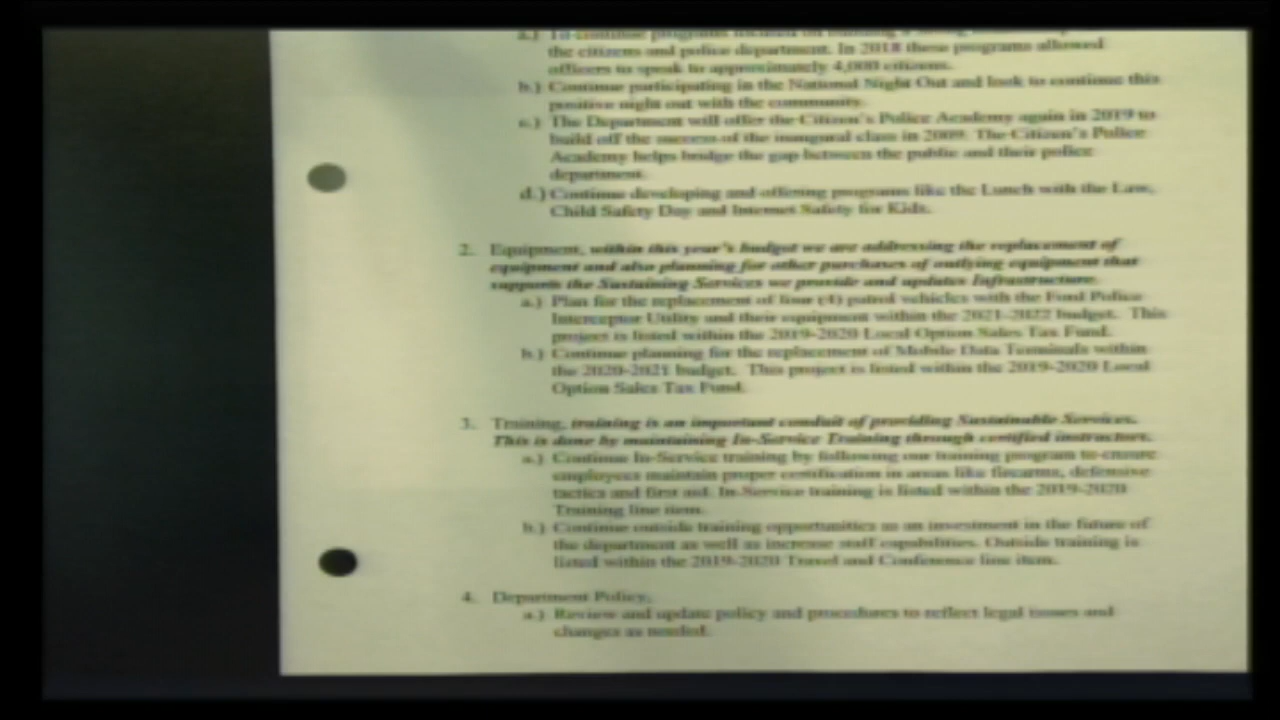 a.) To continue programs focused on building a strong
the citizens and police department. In 2018 these programs allowed
officers to speak to approximately 4,000 citizens.
b.) Continue participating in the National Night Out and look to continue this
positive night out with the community.
c.) The Department will offer the Citizen's Police Academy again in 2019 to
build off the success of the inaugural class in 2009. The Citizen's Police
Academy helps bridge the gap between the public and their police
department.
d.) Continue developing and offering programs like the Lunch with the Law,
Child Safety Day and Internet Safety for Kids.
2. Equipment, within this year's budget we are addressing the replacement of
equipment and also planning for other purchases of outlying equipment that
supports the Sustaining Services we provide and updates Infrastructure.
a.) Plan for the replacement of four (4) patrol vehicles with the Ford Police
Interceptor Utility and their equipment within the 2021-2022 budget. This
project is listed within the 2019-2020 Local Option Sales Tax Fund.
b.) Continue planning for the replacement of Mobile Data Terminals within
the 2020-2021 budget. This project is listed within the 2019-2020 Local
Option Sales Tax Fund.
3. Training, training is an important conduit of providing Sustainable Services.
This is done by maintaining In-Service Training through certified instructors.
a.) Continue In-Service training by following our training program to ensure
employees maintain proper certification in areas like firearms, defensive
tactics and first aid. In-Service training is listed within the 2019-2020
Training line item.
b.) Continue outside training opportunities as an investment in the future of
the department as well as increase staff capabilities. Outside training is
listed within the 2019-2020 Travel and Conference line item.
4. Department Policy,
a.) Review and update policy and procedures to reflect legal issues and
changes as needed.